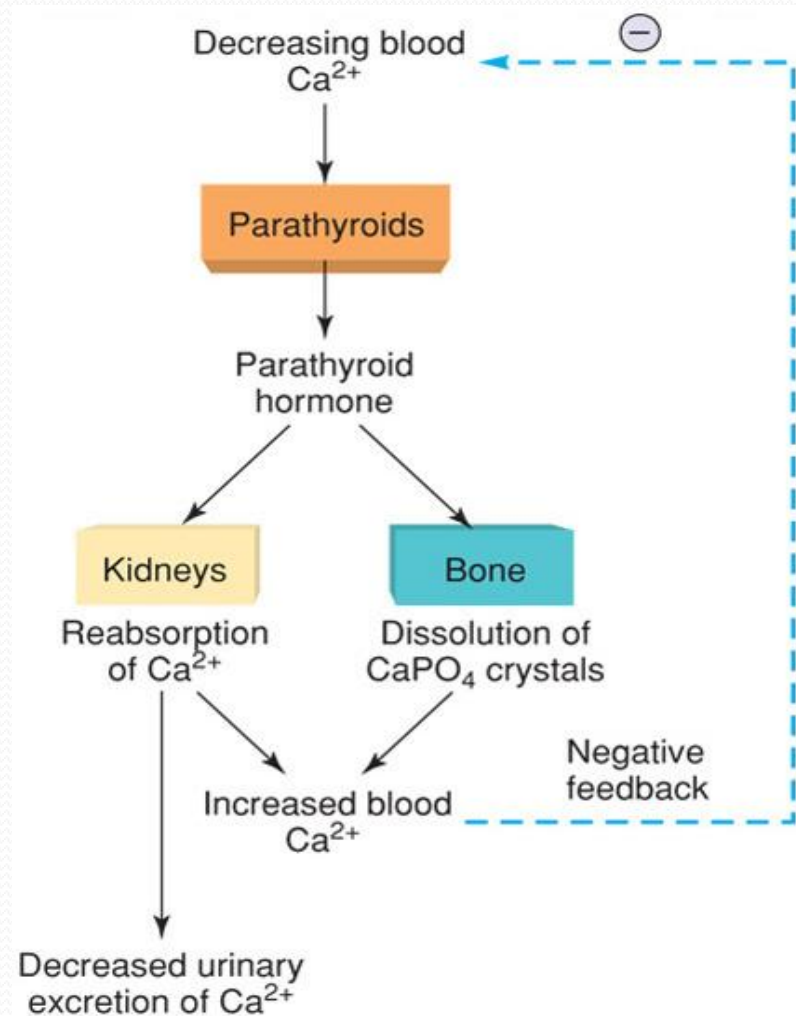 Decreasing blood
Ca²⁺
−
Parathyroids
Parathyroid
hormone
Kidneys
Bone
Reabsorption
of Ca²⁺
Dissolution of
CaPO₄ crystals
Increased blood
Ca²⁺
Negative
feedback
Decreased urinary
excretion of Ca²⁺